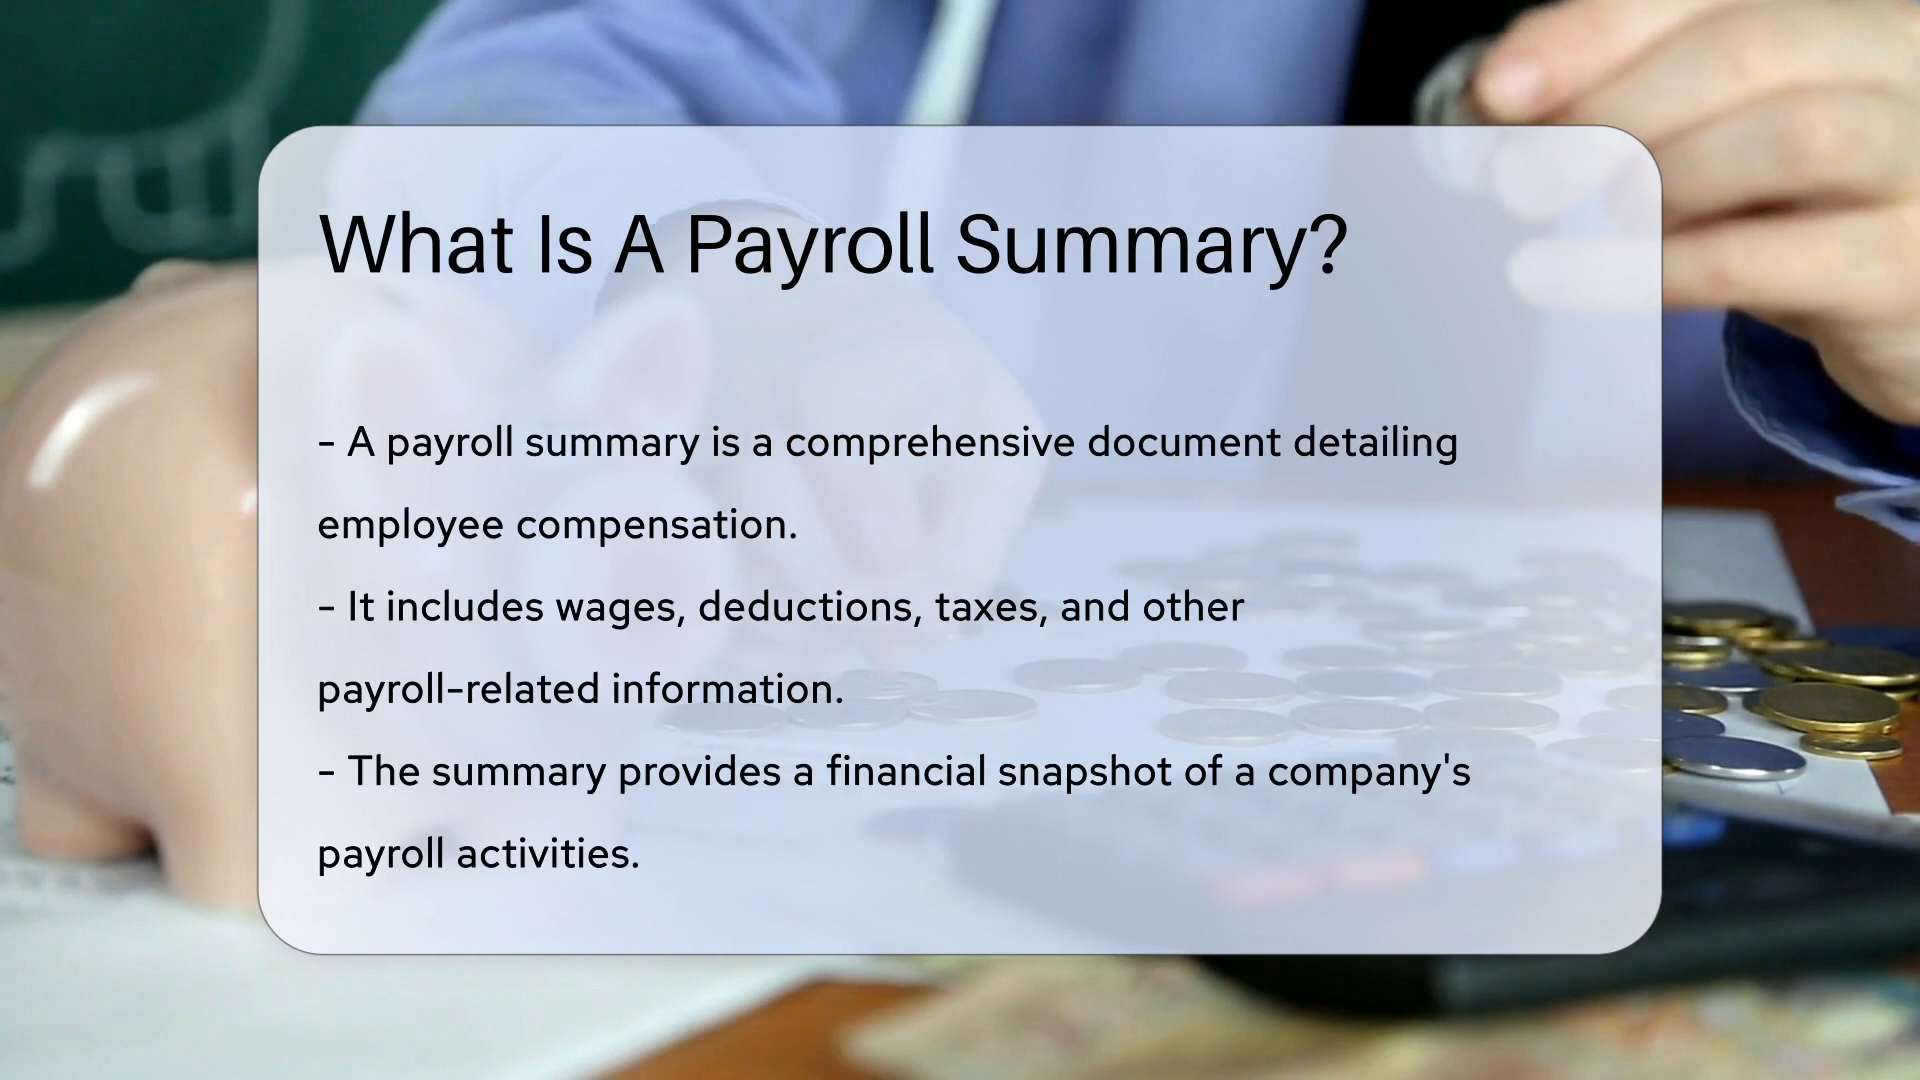 What Is A Payroll Summary?
- A payroll summary is a comprehensive document detailing
employee compensation.
- It includes wages, deductions, taxes, and other
payroll-related information.
- The summary provides a financial snapshot of a company's
payroll activities.